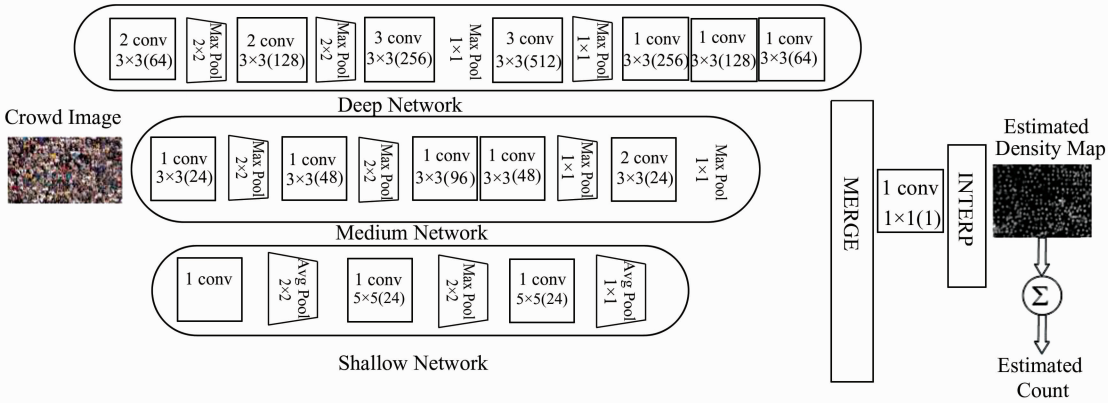 2 conv
3×3(64)
Max Pool
2×2
2 conv
3×3(128)
Max Pool
2×2
3 conv
3×3(256)
Max Pool
1×1
3 conv
3×3(512)
Max Pool
1×1
1 conv
3×3(256)
1 conv
3×3(128)
1 conv
3×3(64)
Deep Network
Crowd Image
1 conv
3×3(24)
Max Pool
2×2
1 conv
3×3(48)
Max Pool
2×2
1 conv
3×3(96)
1 conv
3×3(48)
Max Pool
1×1
2 conv
3×3(24)
Max Pool
1×1
Medium Network
1 conv
Avg Pool
2×2
1 conv
5×5(24)
Max Pool
2×2
1 conv
5×5(24)
Avg Pool
1×1
Shallow Network
MERGE
1 conv
1×1(1)
INTERP
Estimated
Density Map
Σ
Estimated
Count